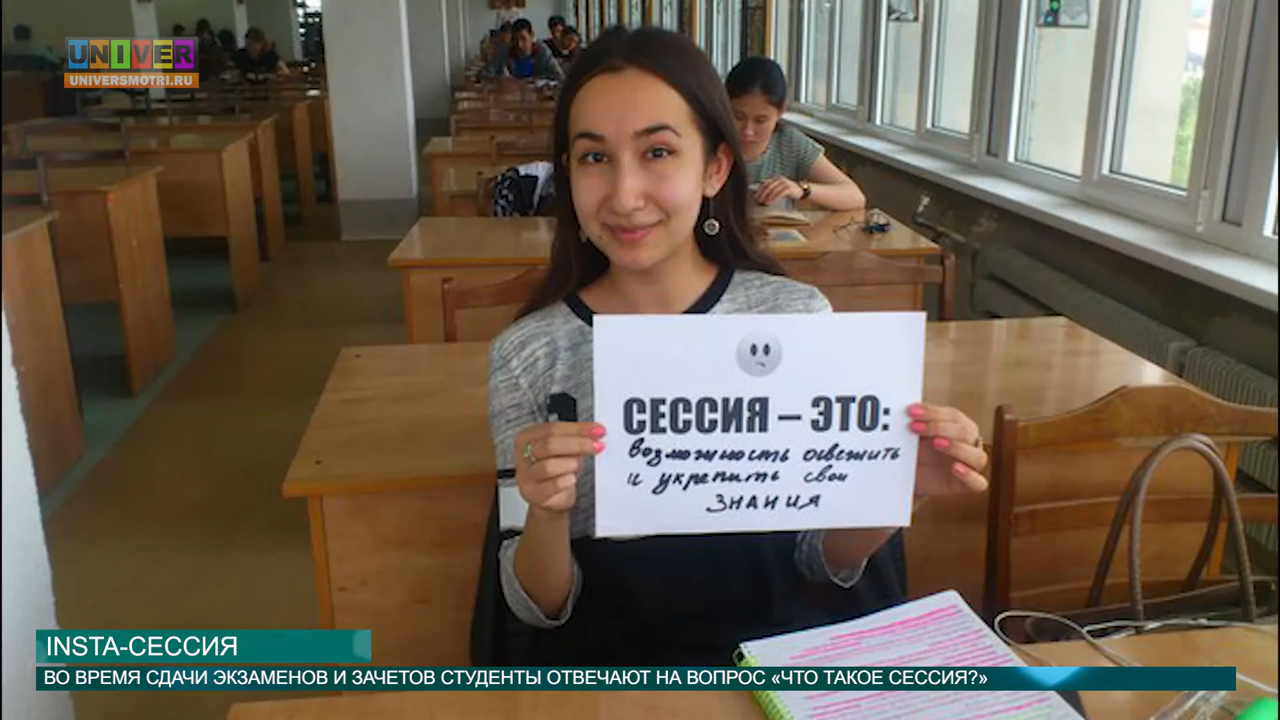 UNIVER
UNIVERSMOTRI.RU
СЕССИЯ – ЭТО:
возможность освежить
и укрепить свои
ЗНАНИЯ
INSTA-СЕССИЯ
ВО ВРЕМЯ СДАЧИ ЭКЗАМЕНОВ И ЗАЧЕТОВ СТУДЕНТЫ ОТВЕЧАЮТ НА ВОПРОС «ЧТО ТАКОЕ СЕССИЯ?»